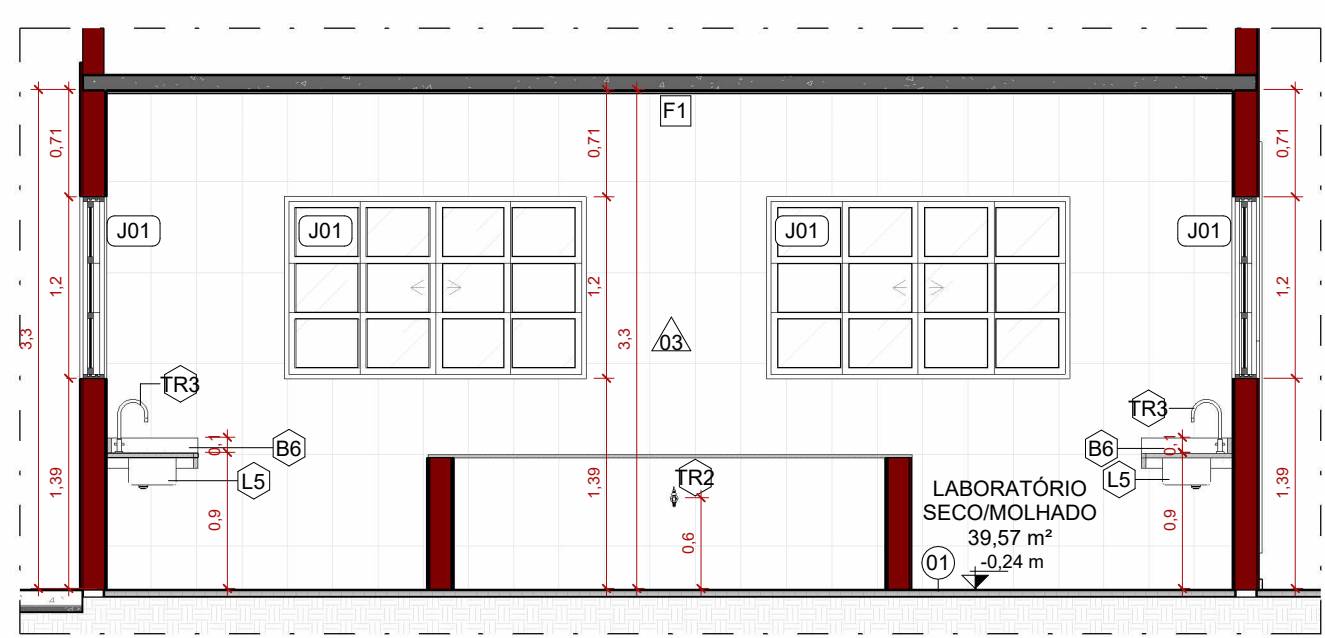 F1
0,71
0,71
0,71
J01
J01
J01
J01
1,2
1,2
1,2
3,3
3,3
03
TR3
TR3
0,1
B6
B6
0,1
L5
L5
TR2
1,39
1,39
1,39
0,9
0,9
0,6
LABORATÓRIO
SECO/MOLHADO
39,57 m²
-0,24 m
01